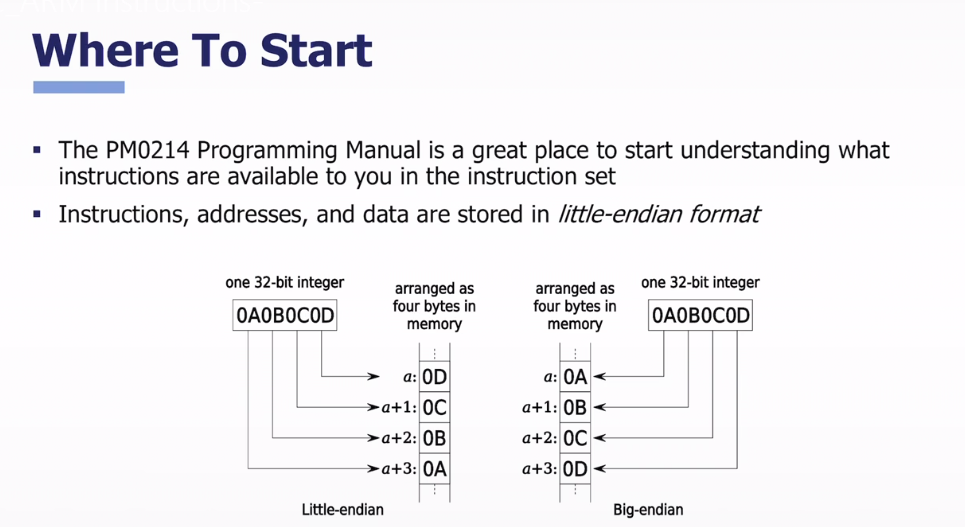 Where To Start
▪ The PM0214 Programming Manual is a great place to start understanding what
instructions are available to you in the instruction set
▪ Instructions, addresses, and data are stored in little-endian format
one 32-bit integer
0A0B0C0D
arranged as
four bytes in
memory
a: 0D
a+1: 0C
a+2: 0B
a+3: 0A
Little-endian
arranged as
four bytes in
memory
one 32-bit integer
0A0B0C0D
a: 0A
a+1: 0B
a+2: 0C
a+3: 0D
Big-endian